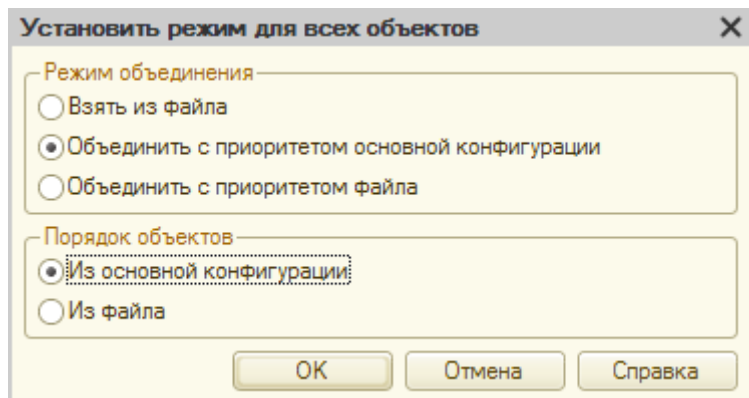 Установить режим для всех объектов
Режим объединения
Взять из файла
Объединить с приоритетом основной конфигурации
Объединить с приоритетом файла
Порядок объектов
Из основной конфигурации
Из файла
OK Отмена Справка